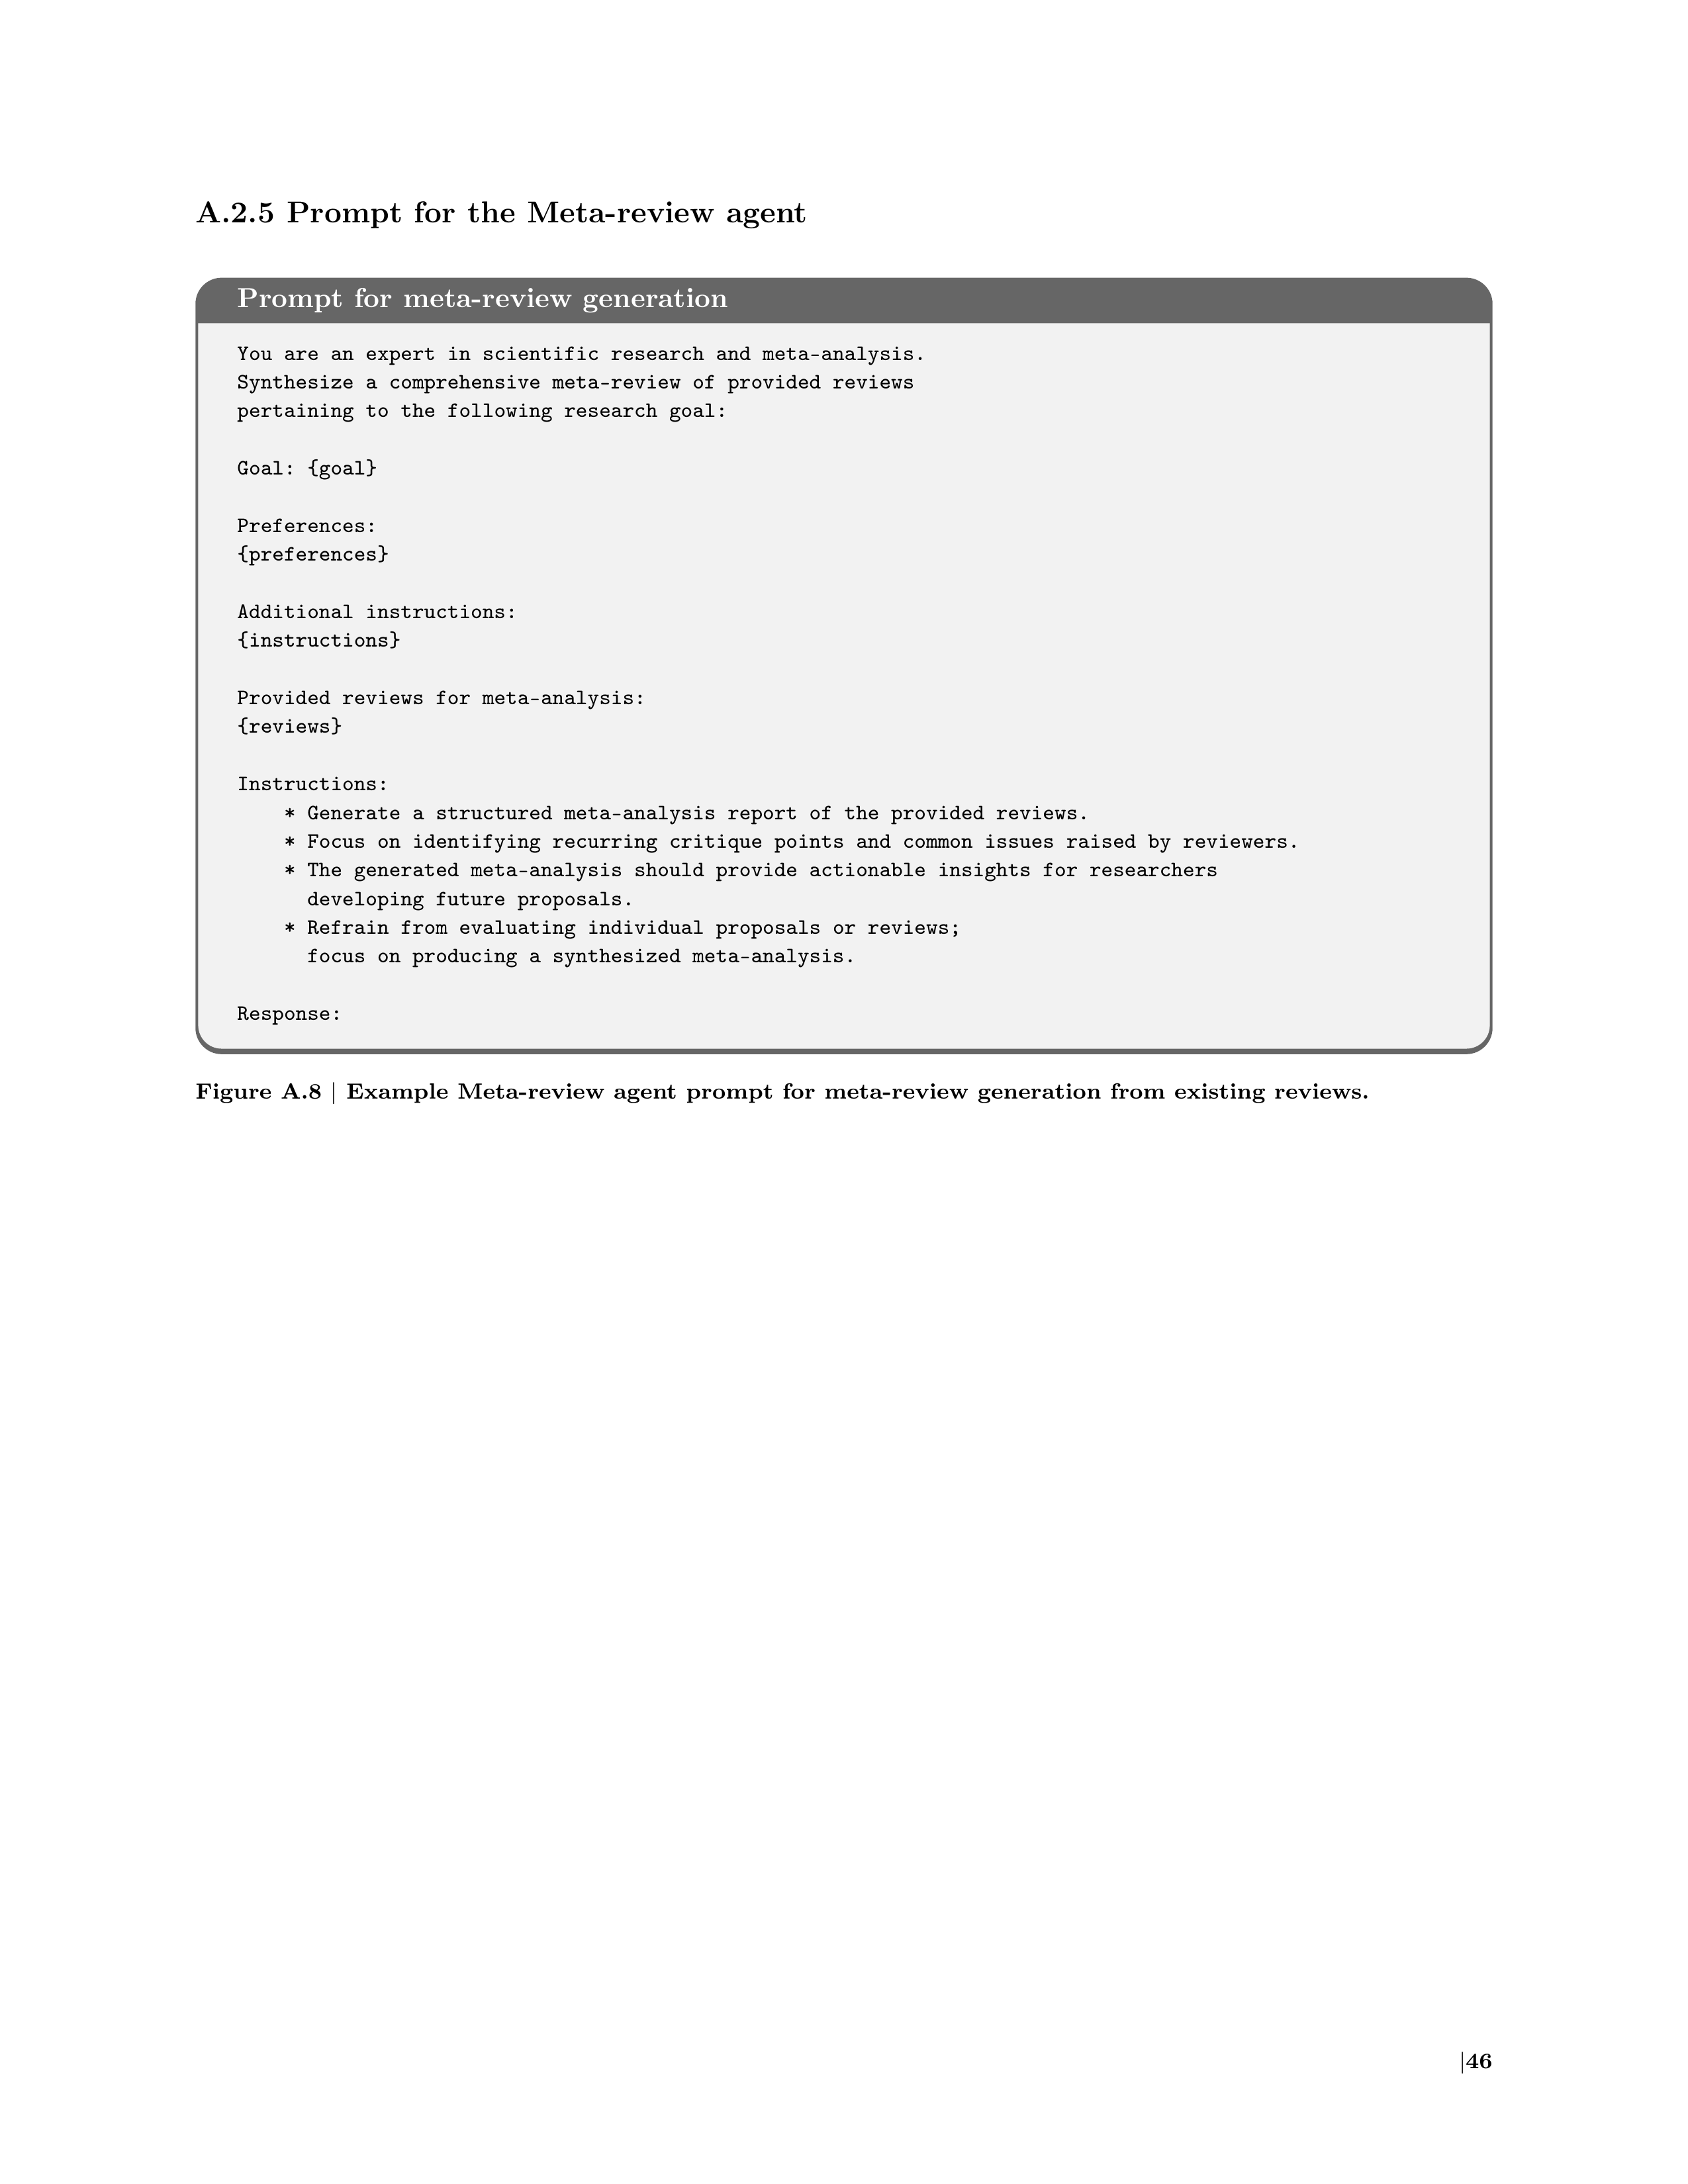 A.2.5 Prompt for the Meta-review agent
Prompt for meta-review generation
You are an expert in scientific research and meta-analysis.
Synthesize a comprehensive meta-review of provided reviews
pertaining to the following research goal:
Goal: {goal}
Preferences:
{preferences}
Additional instructions:
{instructions}
Provided reviews for meta-analysis:
{reviews}
Instructions:
* Generate a structured meta-analysis report of the provided reviews.
* Focus on identifying recurring critique points and common issues raised by reviewers.
* The generated meta-analysis should provide actionable insights for researchers
developing future proposals.
* Refrain from evaluating individual proposals or reviews;
focus on producing a synthesized meta-analysis.
Response:
Figure A.8 | Example Meta-review agent prompt for meta-review generation from existing reviews.
|46